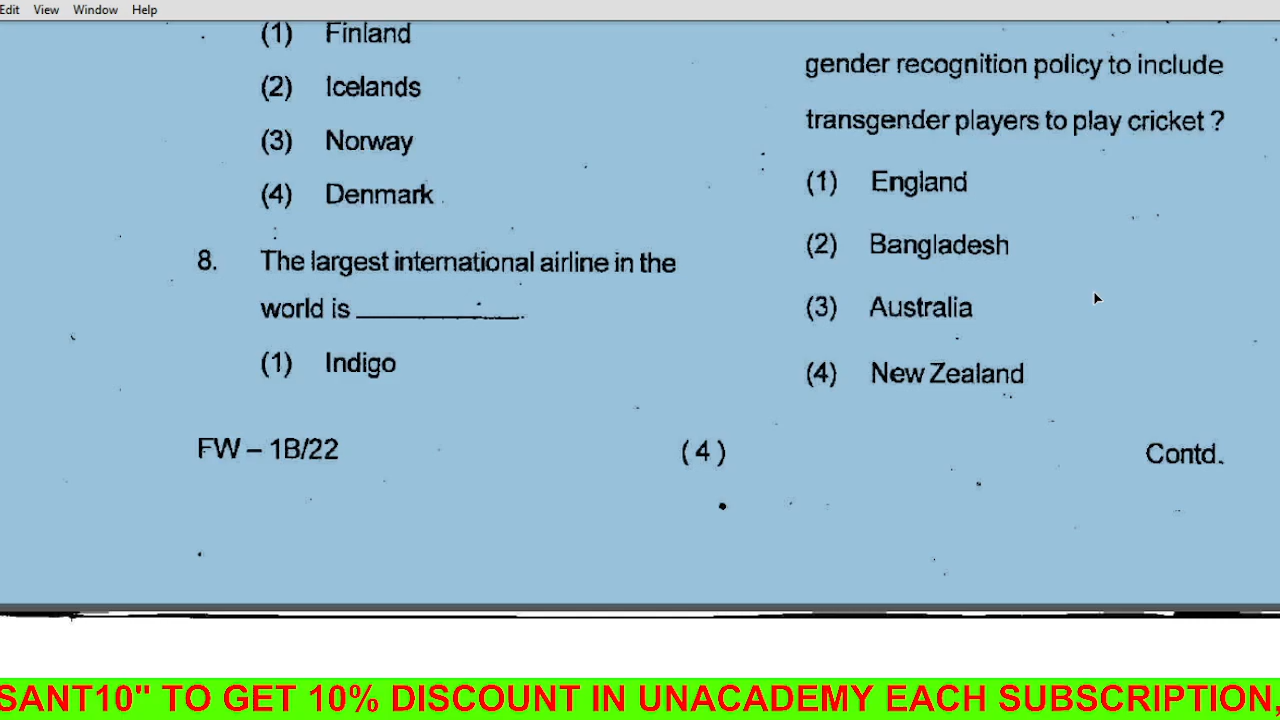 Edit View Window Help
(1) Finland
(2) Icelands
(3) Norway
(4) Denmark
8. The largest international airline in the
world is ____________
(1) Indigo
gender recognition policy to include
transgender players to play cricket ?
(1) England
(2) Bangladesh
(3) Australia
(4) New Zealand
FW – 1B/22 ( 4 ) Contd.
SANT10" TO GET 10% DISCOUNT IN UNACADEMY EACH SUBSCRIPTION,